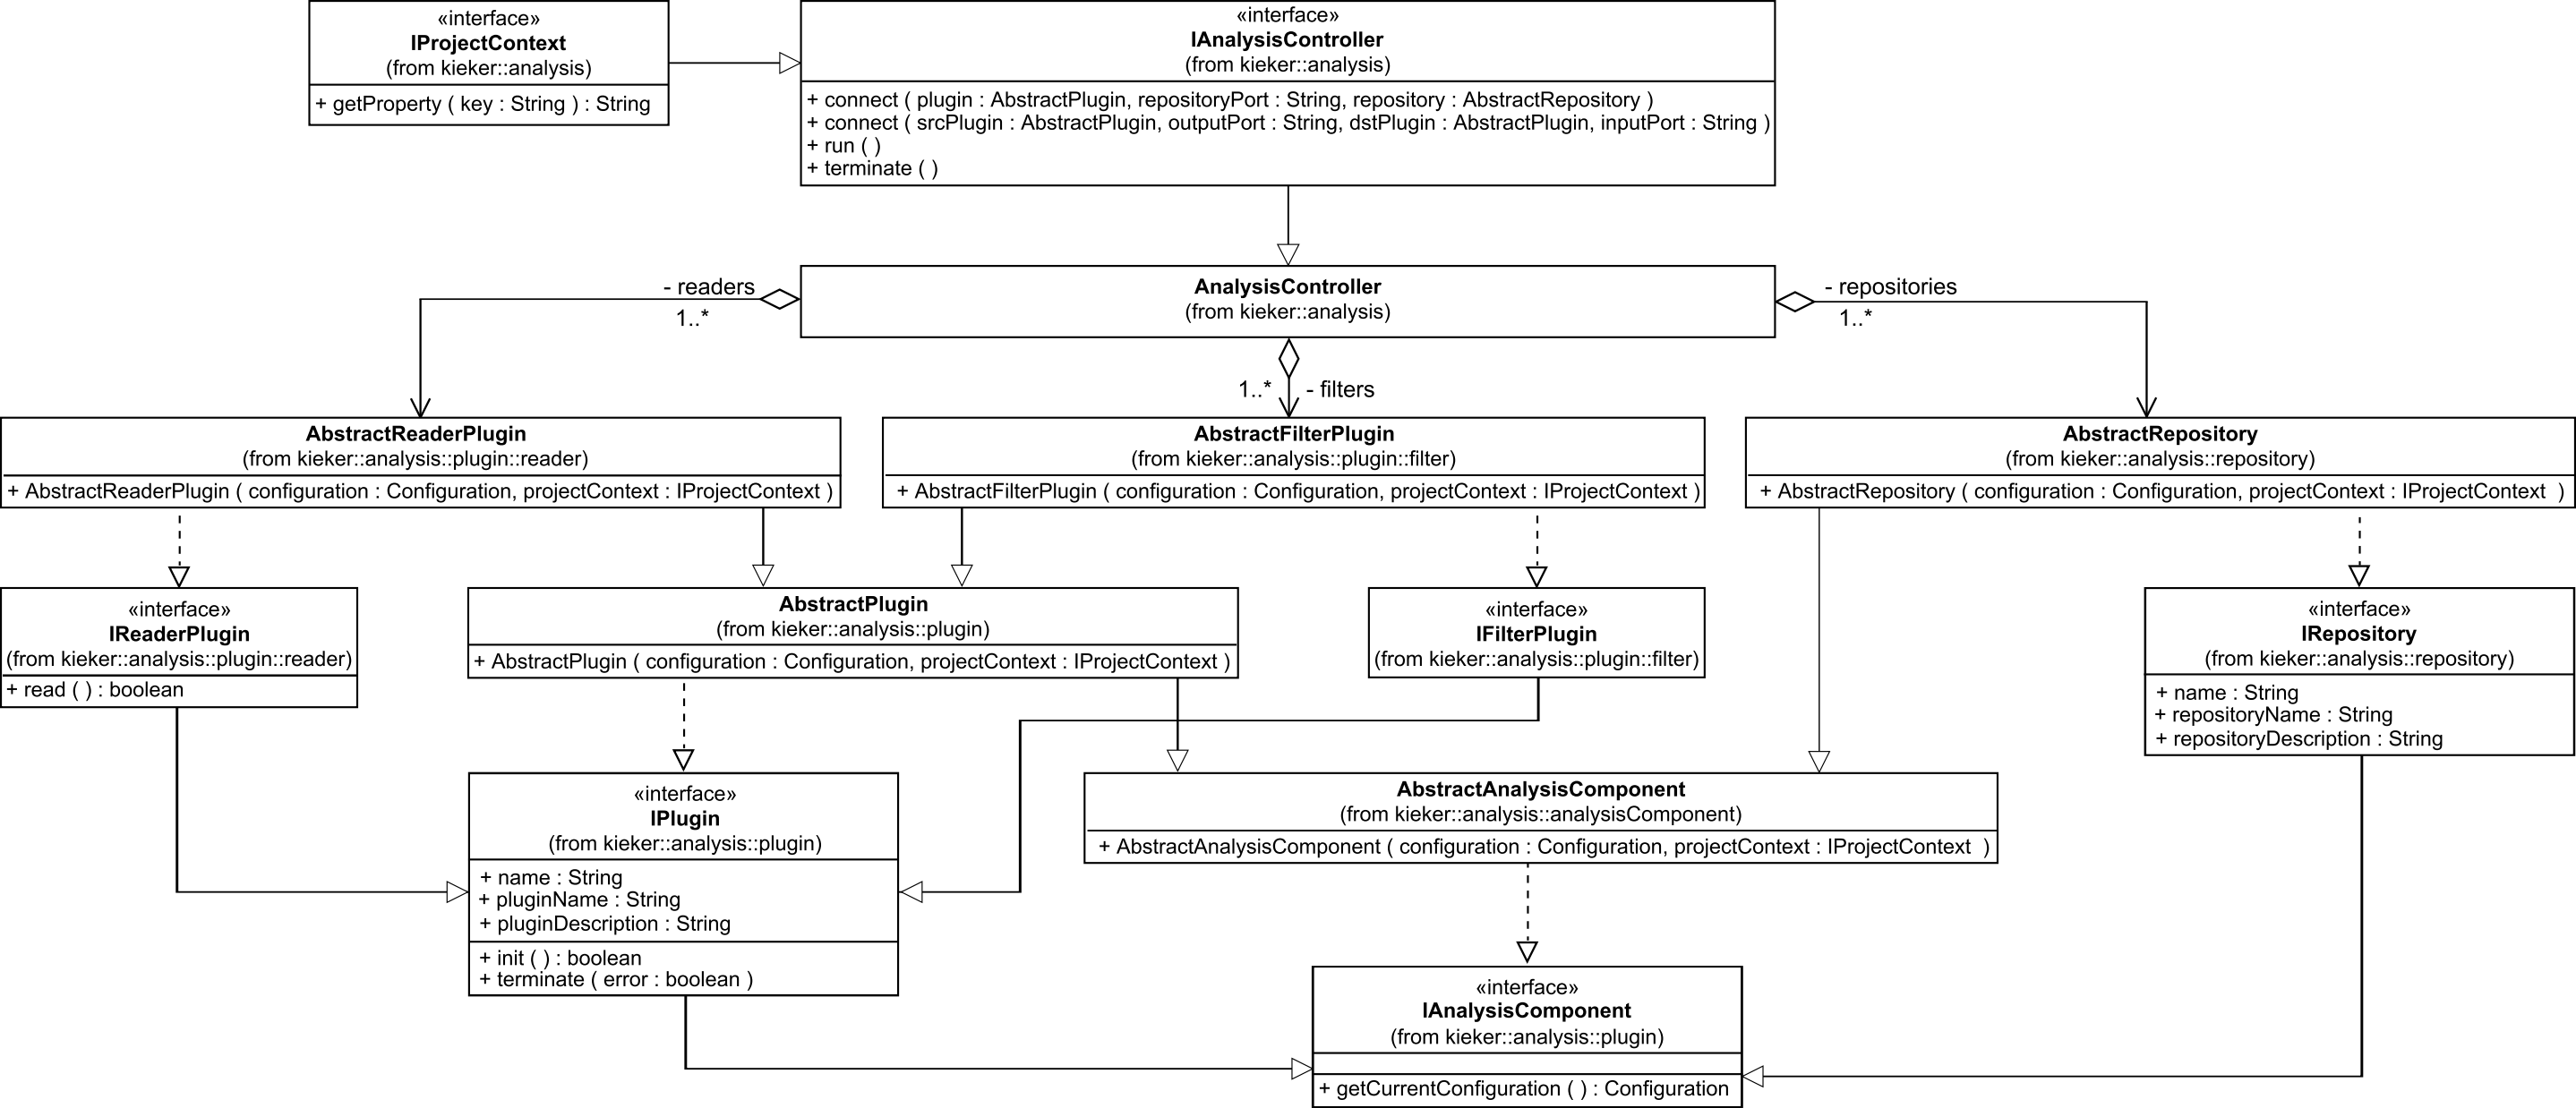 «interface»
IProjectContext
(from kieker::analysis)
+ getProperty ( key : String ) : String
«interface»
IAnalysisController
(from kieker::analysis)
+ connect ( plugin : AbstractPlugin, repositoryPort : String, repository : AbstractRepository )
+ connect ( srcPlugin : AbstractPlugin, outputPort : String, dstPlugin : AbstractPlugin, inputPort : String )
+ run ( )
+ terminate ( )
- readers
1..*
AnalysisController
(from kieker::analysis)
- repositories
1..*
1..*
- filters
AbstractReaderPlugin
(from kieker::analysis::plugin::reader)
+ AbstractReaderPlugin ( configuration : Configuration, projectContext : IProjectContext )
AbstractFilterPlugin
(from kieker::analysis::plugin::filter)
+ AbstractFilterPlugin ( configuration : Configuration, projectContext : IProjectContext )
AbstractRepository
(from kieker::analysis::repository)
+ AbstractRepository ( configuration : Configuration, projectContext : IProjectContext )
«interface»
IReaderPlugin
(from kieker::analysis::plugin::reader)
+ read ( ) : boolean
AbstractPlugin
(from kieker::analysis::plugin)
+ AbstractPlugin ( configuration : Configuration, projectContext : IProjectContext )
«interface»
IFilterPlugin
(from kieker::analysis::plugin::filter)
«interface»
IRepository
(from kieker::analysis::repository)
+ name : String
+ repositoryName : String
+ repositoryDescription : String
«interface»
IPlugin
(from kieker::analysis::plugin)
+ name : String
+ pluginName : String
+ pluginDescription : String
+ init ( ) : boolean
+ terminate ( error : boolean )
AbstractAnalysisComponent
(from kieker::analysis::analysisComponent)
+ AbstractAnalysisComponent ( configuration : Configuration, projectContext : IProjectContext )
«interface»
IAnalysisComponent
(from kieker::analysis::plugin)
+ getCurrentConfiguration ( ) : Configuration